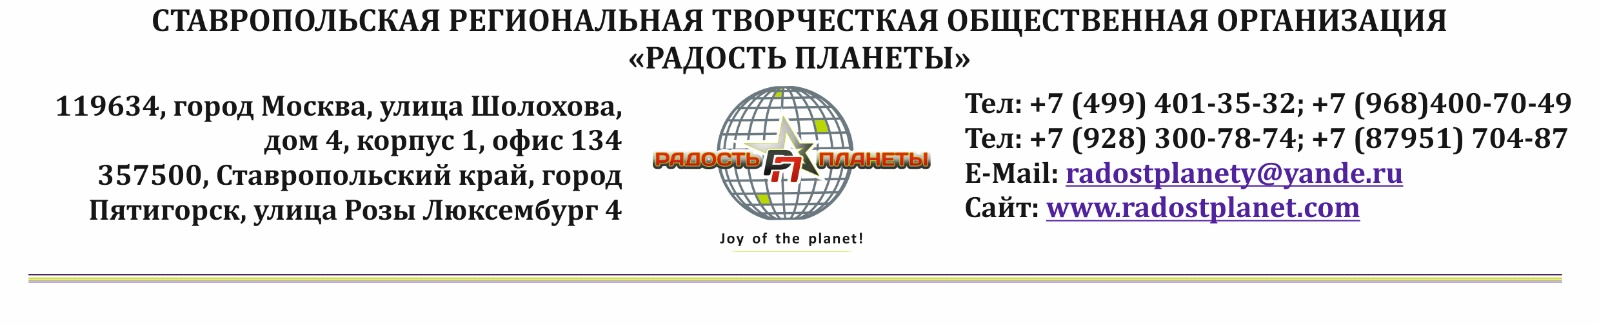 СТАВРОПОЛЬСКАЯ РЕГИОНАЛЬНАЯ ТВОРЧЕСТКАЯ ОБЩЕСТВЕННАЯ ОРГАНИЗАЦИЯ
«РАДОСТЬ ПЛАНЕТЫ»
119634, город Москва, улица Шолохова,
дом 4, корпус 1, офис 134
357500, Ставропольский край, город
Пятигорск, улица Розы Люксембург 4
РАДОСТЬ РП ПЛАНЕТЫ
Joy of the planet!
Тел: +7 (499) 401-35-32; +7 (968)400-70-49
Тел: +7 (928) 300-78-74; +7 (87951) 704-87
E-Mail: radostplanety@yande.ru
Сайт: www.radostplanet.com